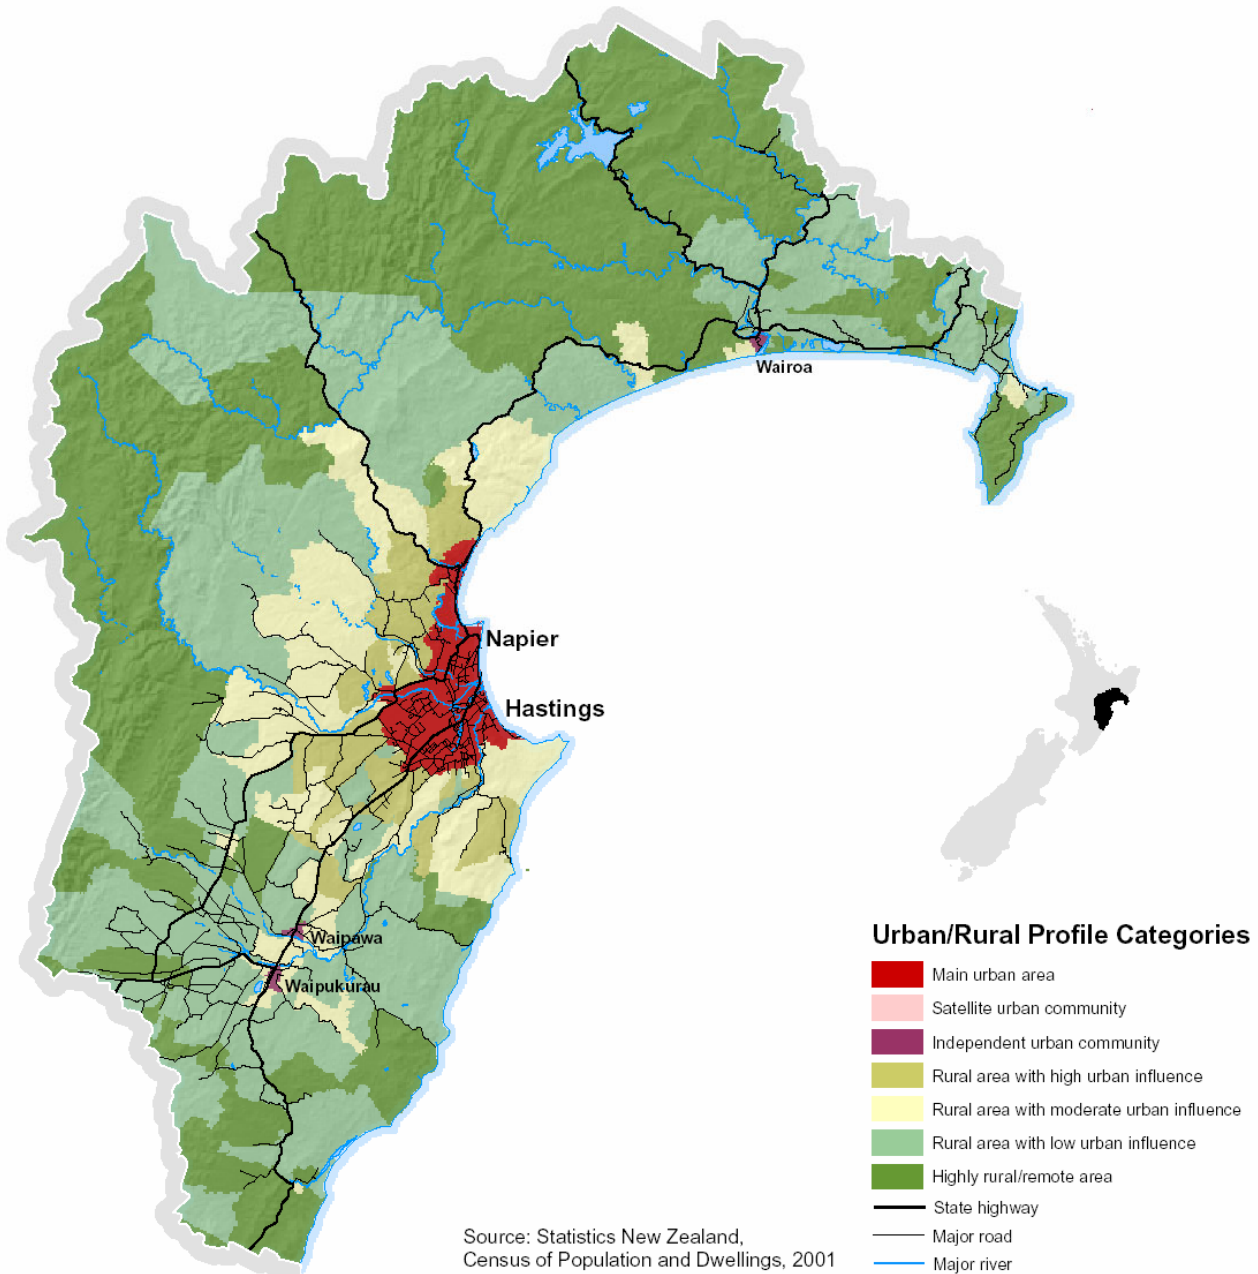 Wairoa
Napier
Hastings
Waipawa
Waipukurau
Urban/Rural Profile Categories
Main urban area
Satellite urban community
Independent urban community
Rural area with high urban influence
Rural area with moderate urban influence
Rural area with low urban influence
Highly rural/remote area
State highway
Major road
Major river
Source: Statistics New Zealand,
Census of Population and Dwellings, 2001